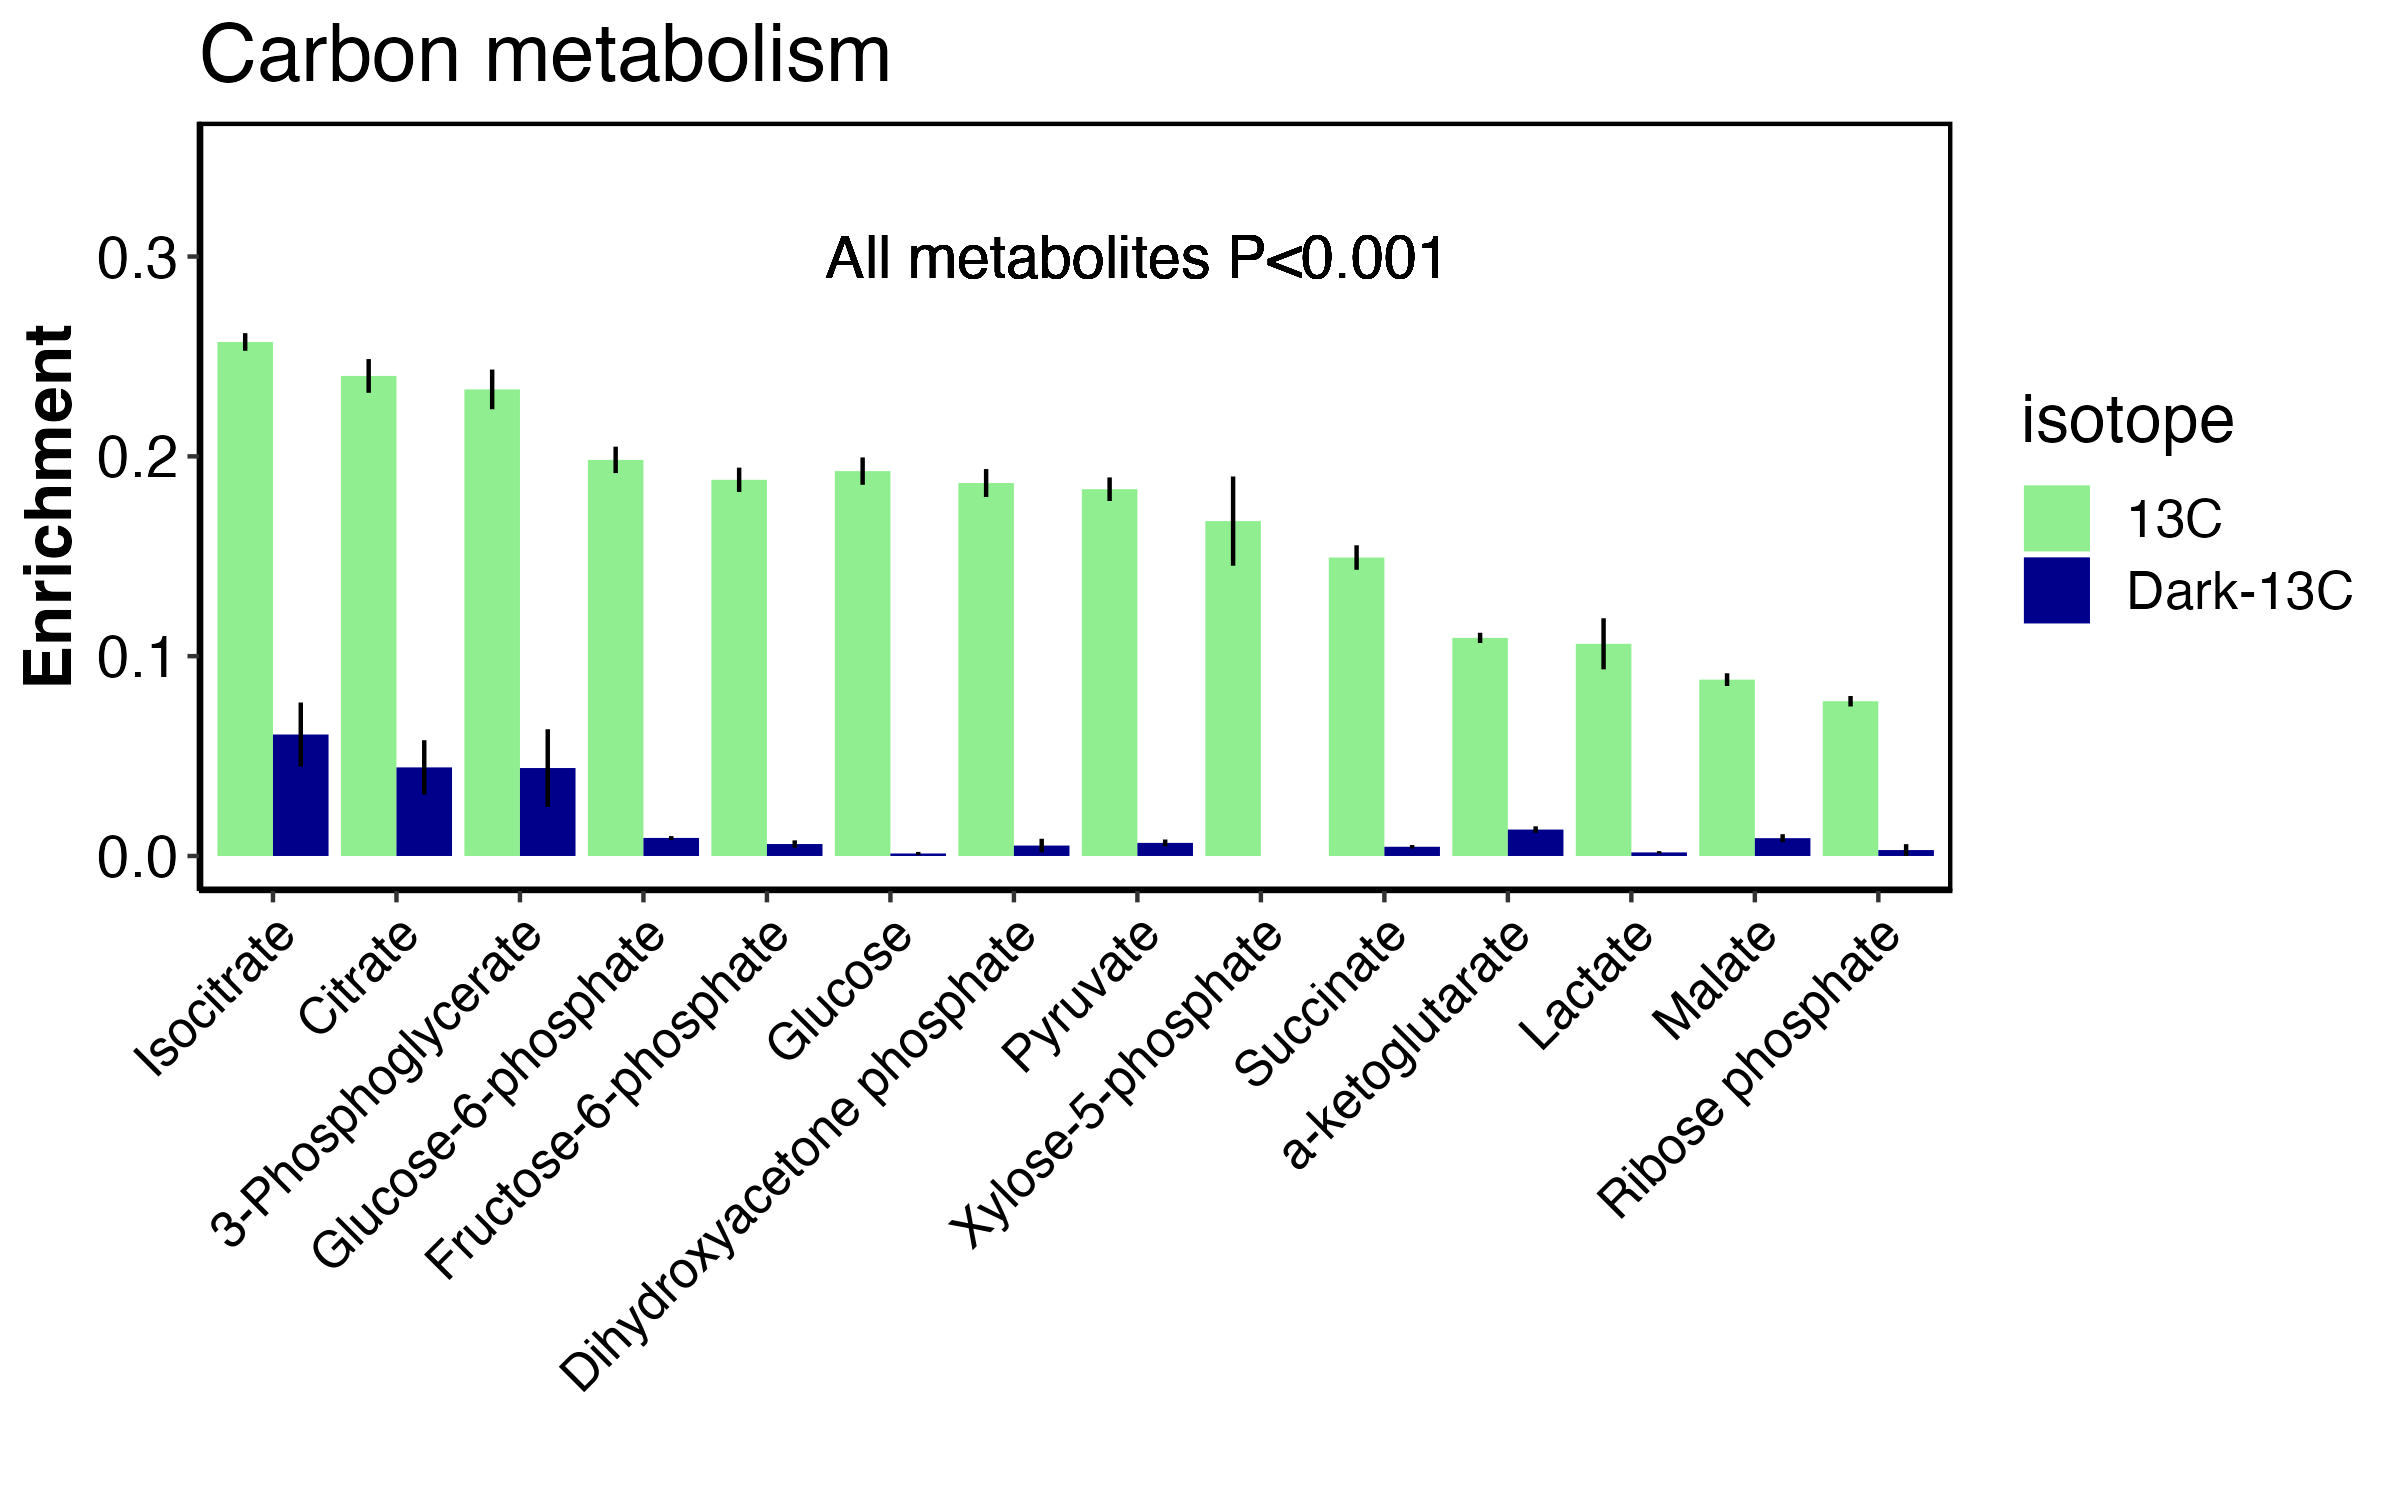 Carbon metabolism
All metabolites P<0.001
Enrichment
0.3
0.2
0.1
0.0
Isocitrate
Citrate
3-Phosphoglycerate
Glucose-6-phosphate
Fructose-6-phosphate
Glucose
Dihydroxyacetone phosphate
Pyruvate
Xylose-5-phosphate
Succinate
a-ketoglutarate
Lactate
Malate
Ribose phosphate
isotope
13C
Dark-13C